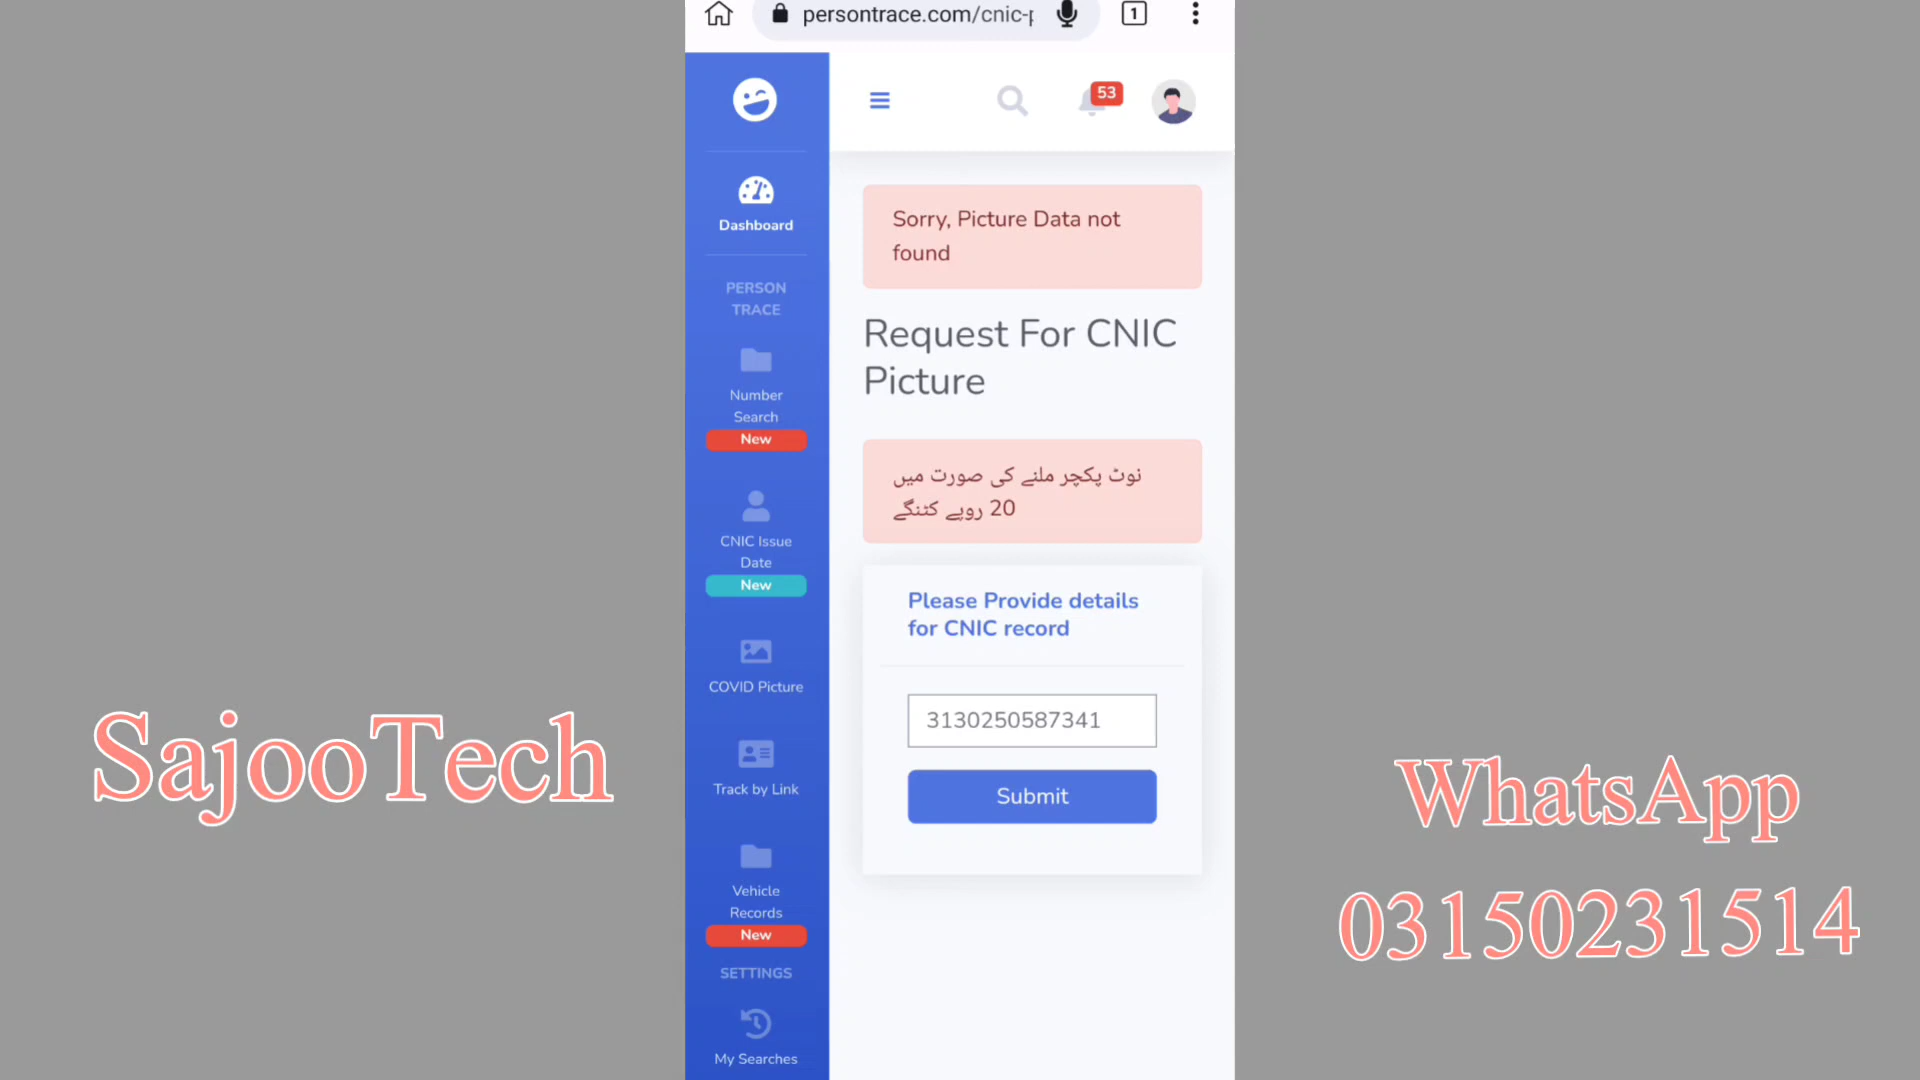 persontrace.com/cnic-p
1
53
Dashboard
PERSON
TRACE
Number
Search
New
CNIC Issue
Date
New
COVID Picture
Track by Link
Vehicle
Records
New
SETTINGS
My Searches
Sorry, Picture Data not
found
Request For CNIC
Picture
نوٹ پکچر ملنے کی صورت میں
20 روپے کٹنگے
Please Provide details
for CNIC record
3130250587341
Submit
SajooTech
WhatsApp
03150231514